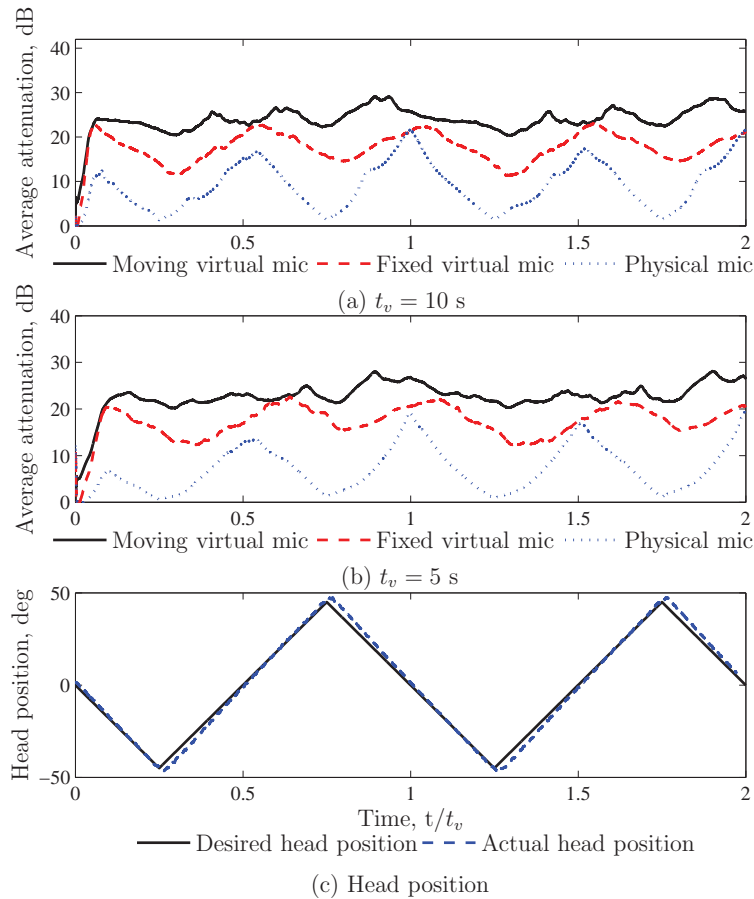 Average attenuation, dB
40
30
20
10
0
0
0.5
1
1.5
2
Moving virtual mic
Fixed virtual mic
Physical mic
(a) t_v = 10 s
Average attenuation, dB
40
30
20
10
0
0
0.5
1
1.5
2
Moving virtual mic
Fixed virtual mic
Physical mic
(b) t_v = 5 s
Head position, deg
50
0
−50
0
0.5
1
1.5
2
Time, t/t_v
Desired head position
Actual head position
(c) Head position